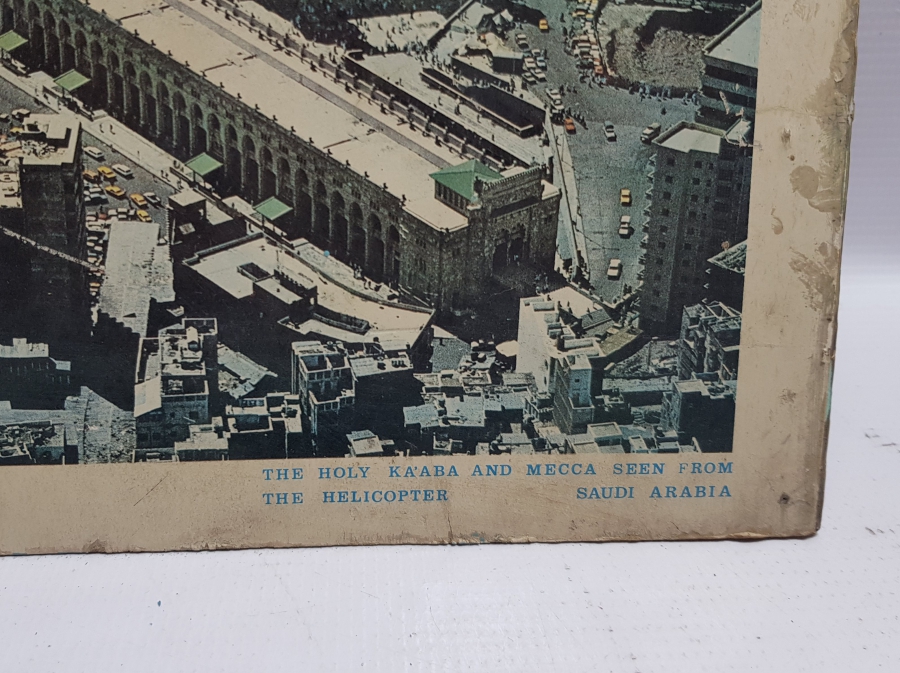 THE HOLY KA'ABA AND MECCA SEEN FROM
THE HELICOPTER SAUDI ARABIA